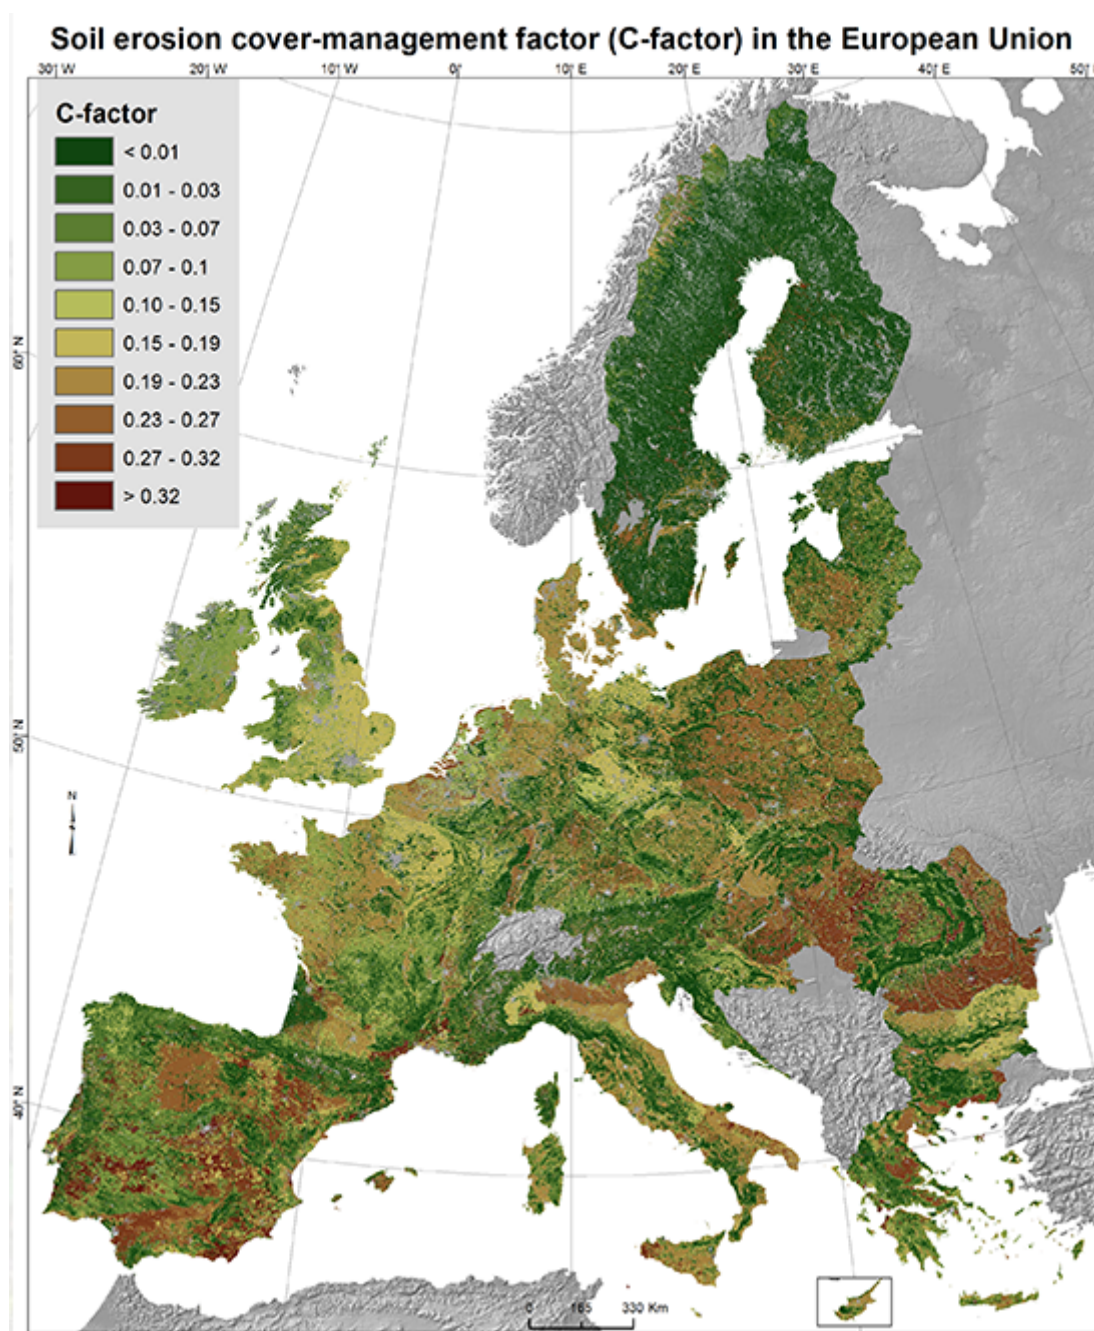 Soil erosion cover-management factor (C-factor) in the European Union
30° W 20° W 10° W 0° 10° E 20° E 30° E 40° E 50°
C-factor
< 0.01
0.01 - 0.03
0.03 - 0.07
0.07 - 0.1
0.10 - 0.15
0.15 - 0.19
0.19 - 0.23
0.23 - 0.27
0.27 - 0.32
> 0.32
60° N
50° N
N
40° N
0 165 330 Km